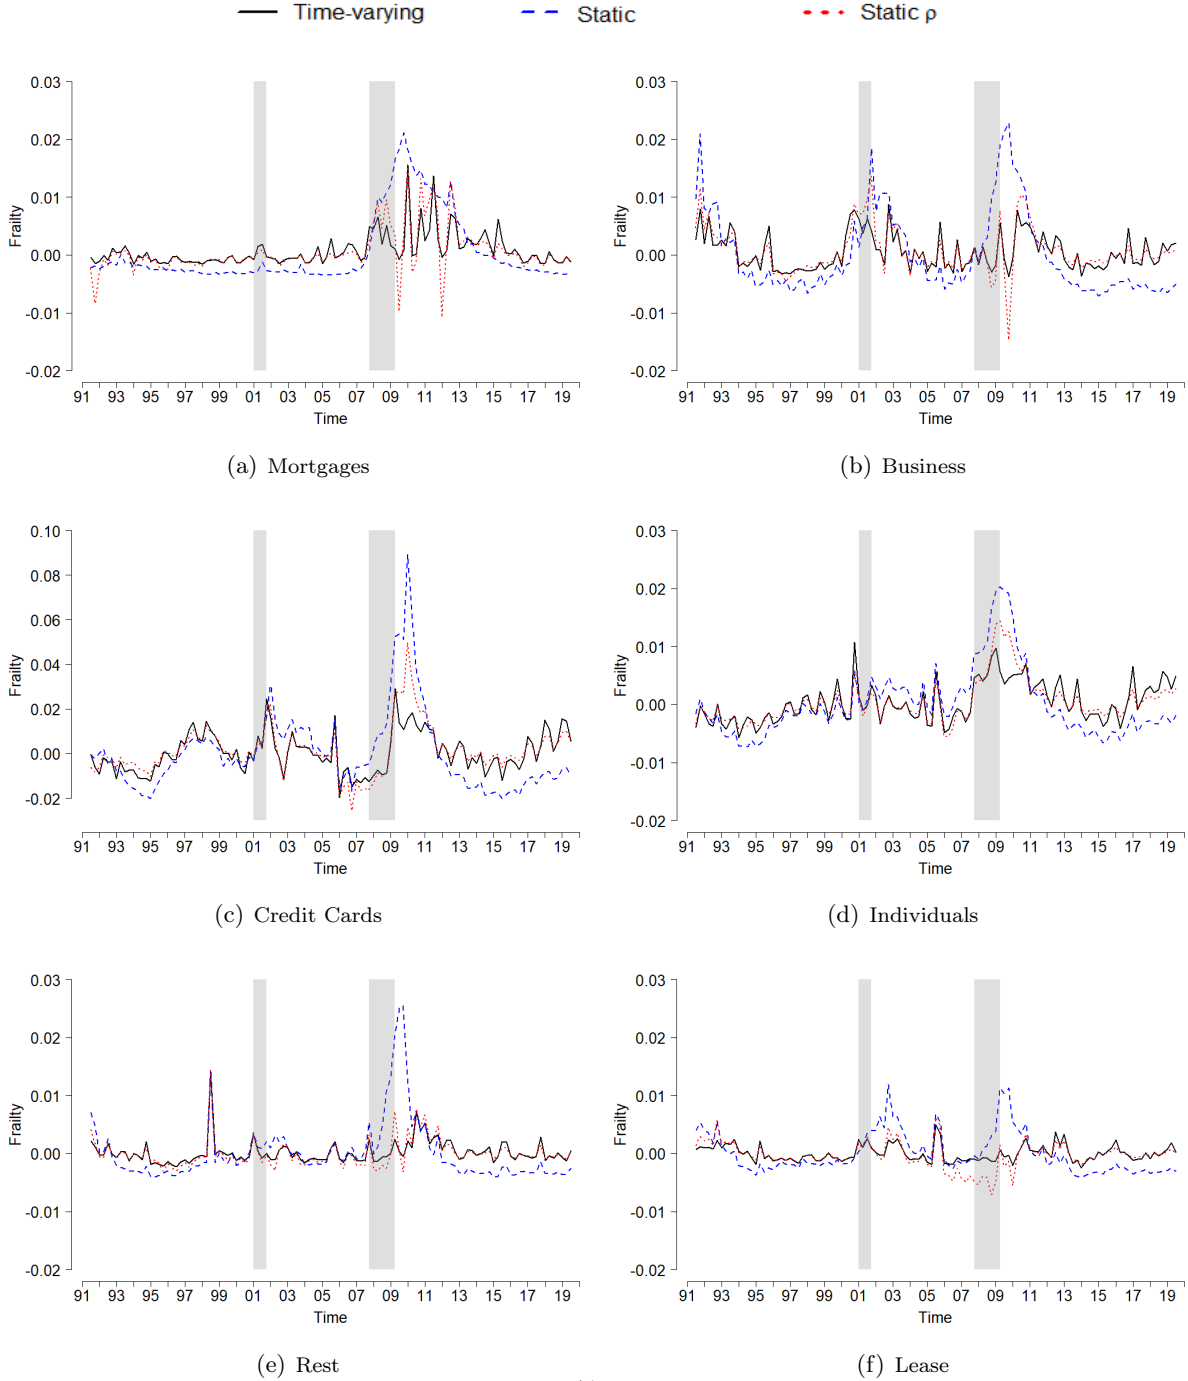 Time-varying Static Static ρ
0.03 0.03
0.02 0.02
0.01 0.01
0.00 0.00
-0.01 -0.01
-0.02 -0.02
Frailty Frailty
91 93 95 97 99 01 03 05 07 09 11 13 15 17 19 91 93 95 97 99 01 03 05 07 09 11 13 15 17 19
Time Time
(a) Mortgages (b) Business
0.10 0.03
0.08 0.02
0.06 0.01
0.04 0.00
0.02 -0.01
0.00 -0.02
-0.02
Frailty Frailty
91 93 95 97 99 01 03 05 07 09 11 13 15 17 19 91 93 95 97 99 01 03 05 07 09 11 13 15 17 19
Time Time
(c) Credit Cards (d) Individuals
0.03 0.03
0.02 0.02
0.01 0.01
0.00 0.00
-0.01 -0.01
-0.02 -0.02
Frailty Frailty
91 93 95 97 99 01 03 05 07 09 11 13 15 17 19 91 93 95 97 99 01 03 05 07 09 11 13 15 17 19
Time Time
(e) Rest (f) Lease